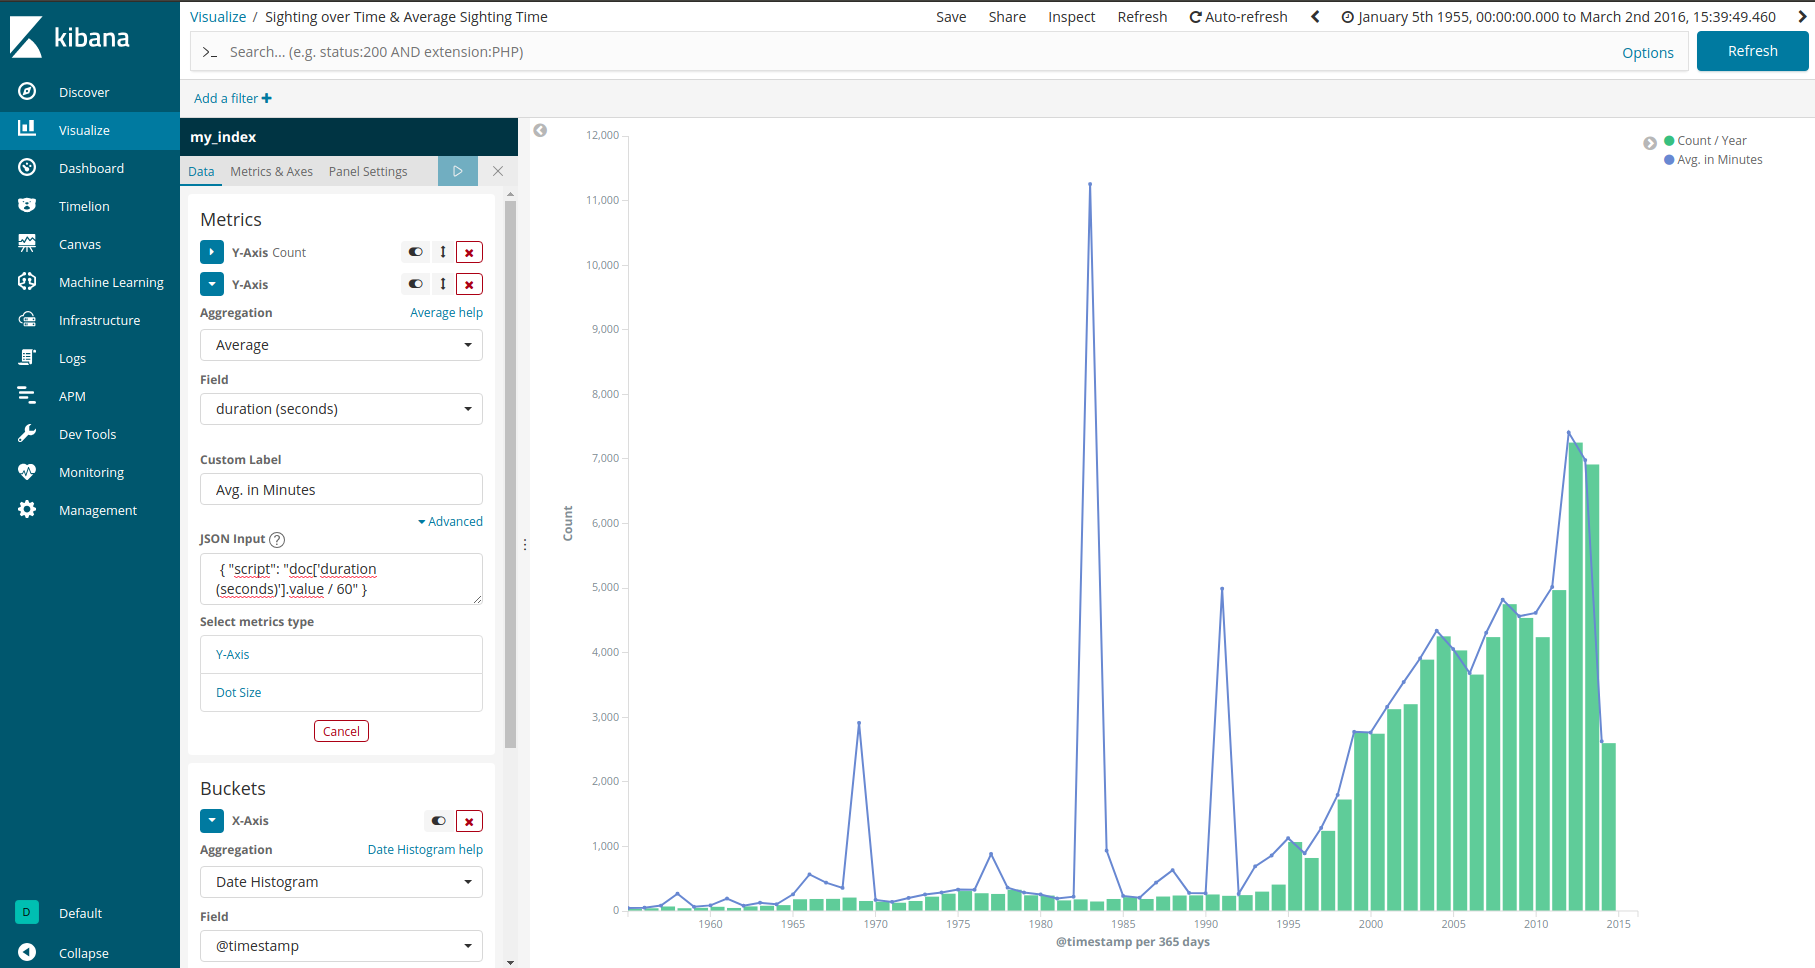 kibana
Discover
Visualize
Dashboard
Timelion
Canvas
Machine Learning
Infrastructure
Logs
APM
Dev Tools
Monitoring
Management
D Default
Collapse
Visualize / Sighting over Time & Average Sighting Time
Save Share Inspect Refresh Auto-refresh January 5th 1955, 00:00:00.000 to March 2nd 2016, 15:39:49.460
>_ Search... (e.g. status:200 AND extension:PHP) Options Refresh
Add a filter +
my_index
Data Metrics & Axes Panel Settings
Metrics
Y-Axis Count
Y-Axis
Aggregation Average help
Average
Field
duration (seconds)
Custom Label
Avg. in Minutes
Advanced
JSON Input ?
{ "script": "doc['duration
(seconds)'].value / 60" }
Select metrics type
Y-Axis
Dot Size
Cancel
Buckets
X-Axis
Aggregation Date Histogram help
Date Histogram
Field
@timestamp
12,000
11,000
10,000
9,000
8,000
7,000
6,000
5,000
4,000
3,000
2,000
1,000
0
Count
1960 1965 1970 1975 1980 1985 1990 1995 2000 2005 2010 2015
@timestamp per 365 days
Count / Year
Avg. in Minutes